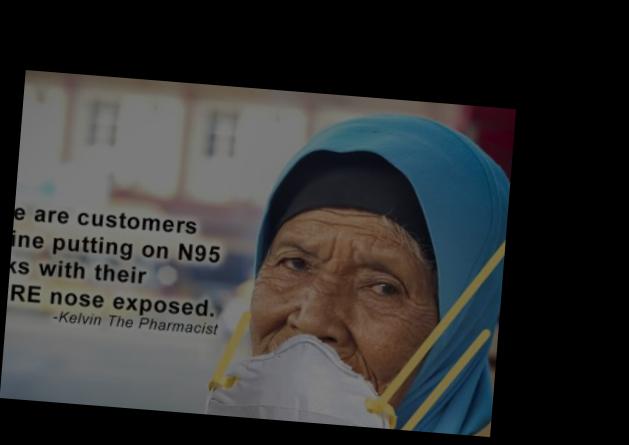 e are customers
ine putting on N95
ks with their
RE nose exposed.
-Kelvin The Pharmacist